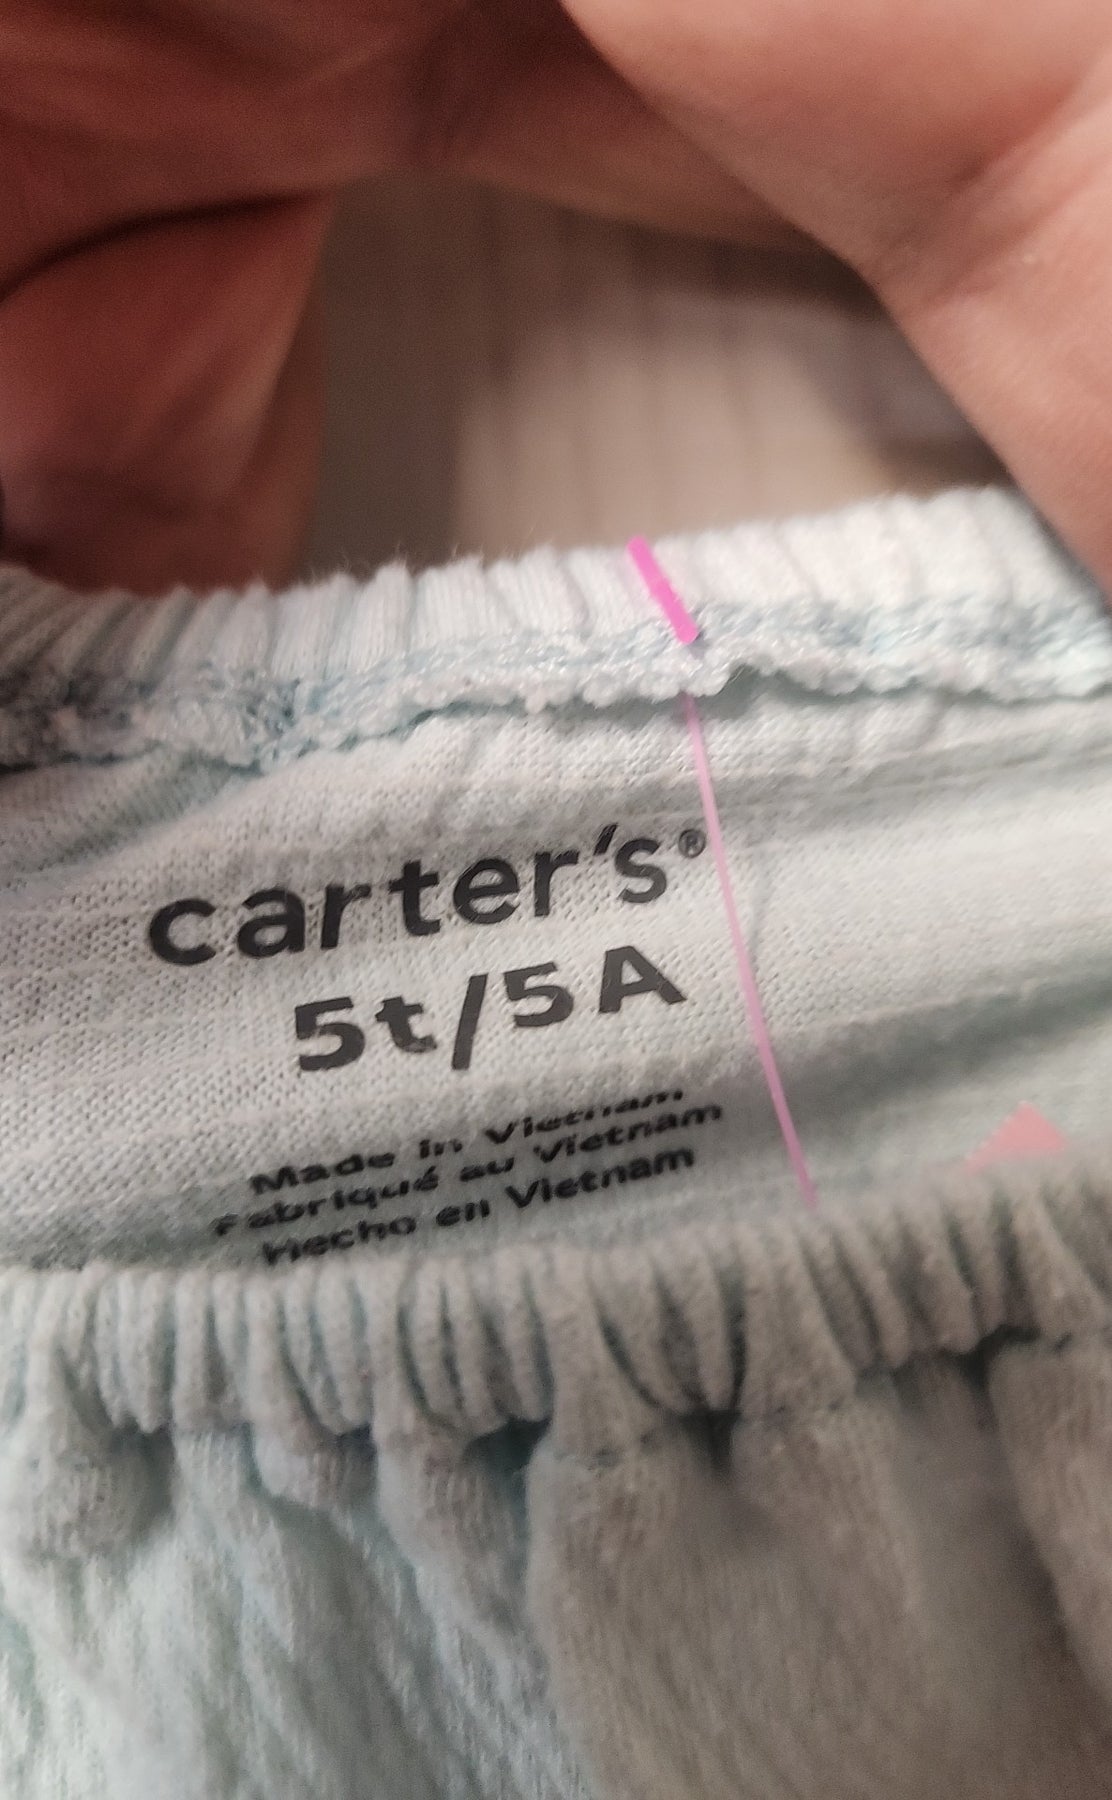 carter's®
5t/5A
Made in Vietnam
Fabriqué au Vietnam
Hecho en Vietnam